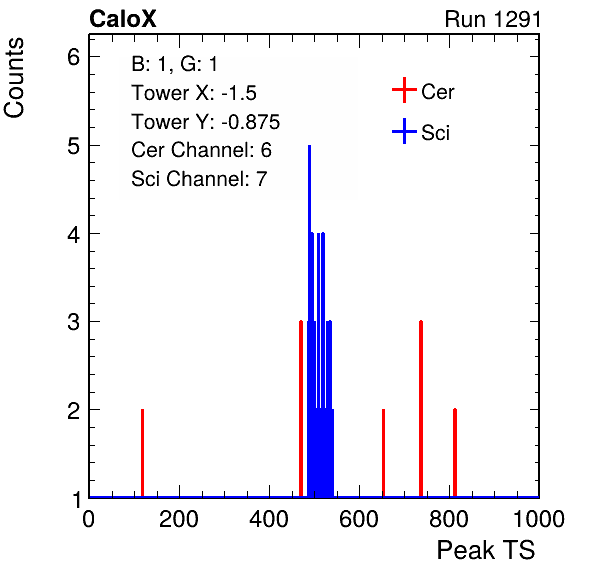 CaloX Run 1291
Counts
B: 1, G: 1
Tower X: -1.5
Tower Y: -0.875
Cer Channel: 6
Sci Channel: 7
Cer
Sci
6
5
4
3
2
1
0 200 400 600 800 1000
Peak TS